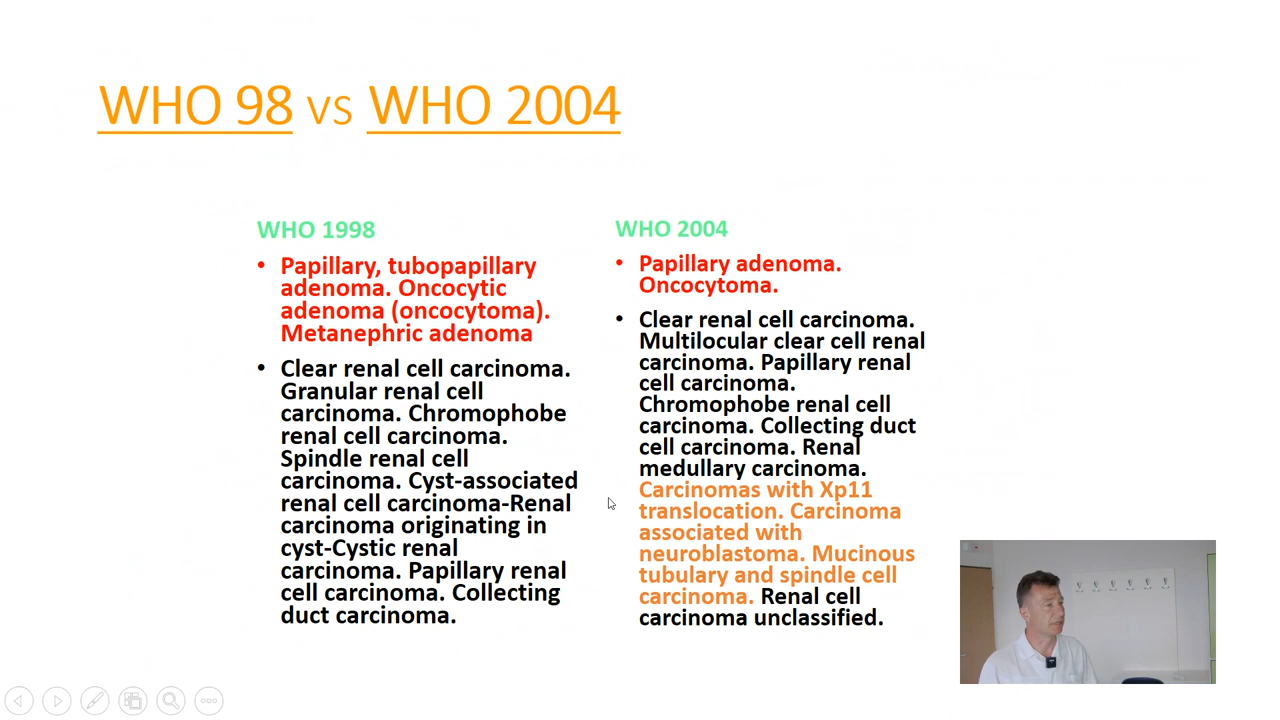 WHO 98 vs WHO 2004
WHO 1998
• Papillary, tubopapillary
adenoma. Oncocytic
adenoma (oncocytoma).
Metanephric adenoma
• Clear renal cell carcinoma.
Granular renal cell
carcinoma. Chromophobe
renal cell carcinoma.
Spindle renal cell
carcinoma. Cyst-associated
renal cell carcinoma-Renal
carcinoma originating in
cyst-Cystic renal
carcinoma. Papillary renal
cell carcinoma. Collecting
duct carcinoma.
WHO 2004
• Papillary adenoma.
Oncocytoma.
• Clear renal cell carcinoma.
Multilocular clear cell renal
carcinoma. Papillary renal
cell carcinoma.
Chromophobe renal cell
carcinoma. Collecting duct
cell carcinoma. Renal
medullary carcinoma.
Carcinomas with Xp11
translocation. Carcinoma
associated with
neuroblastoma. Mucinous
tubulary and spindle cell
carcinoma. Renal cell
carcinoma unclassified.